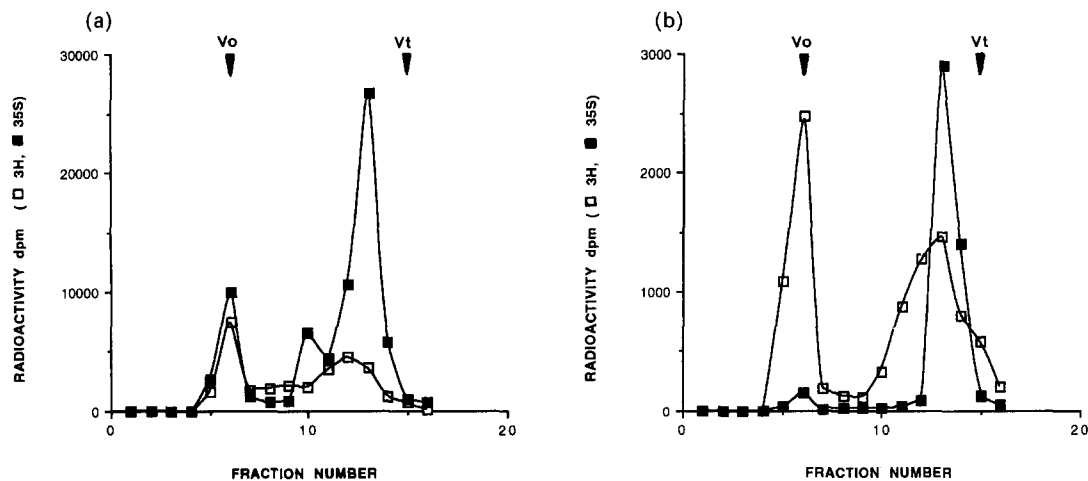 (a)
Vo
Vt
RADIOACTIVITY dpm ( □ 3H, ■ 35S)
30000
20000
10000
0
0
10
20
FRACTION NUMBER
(b)
Vo
Vt
RADIOACTIVITY dpm ( □ 3H, ■ 35S)
3000
2000
1000
0
0
10
20
FRACTION NUMBER